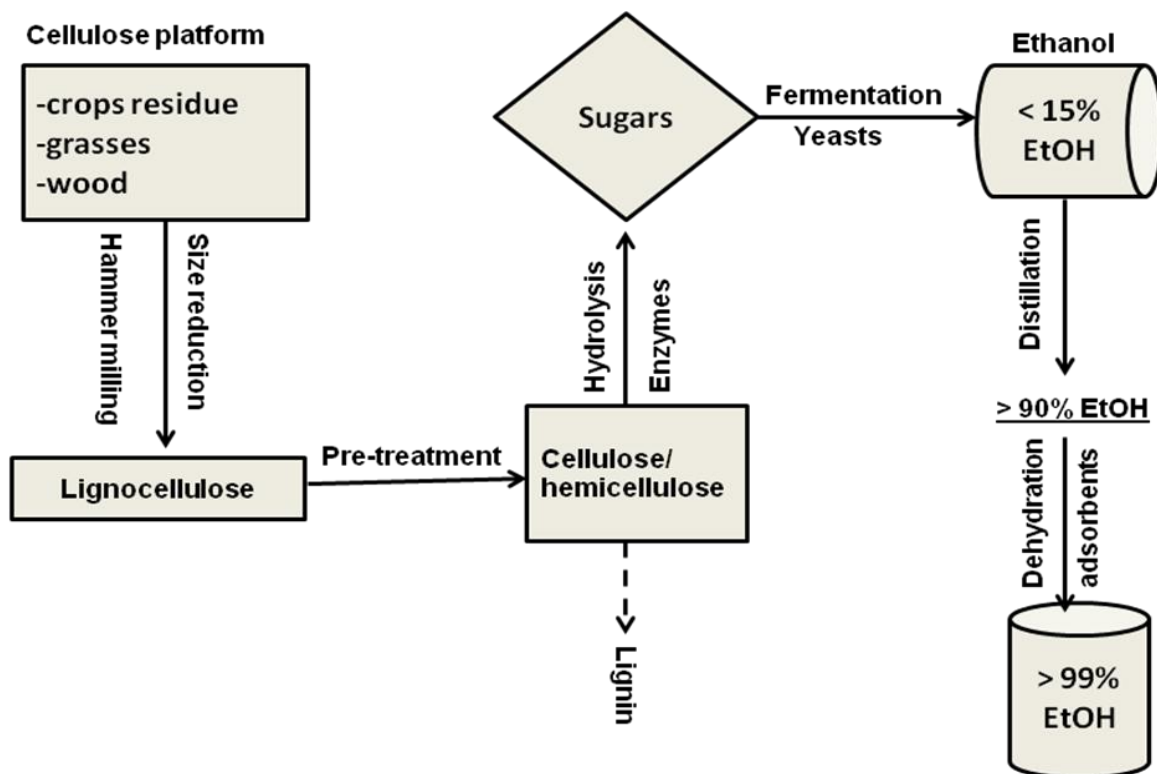 Cellulose platform
-crops residue
-grasses
-wood
Hammer milling
Size reduction
Lignocellulose
Pre-treatment
Cellulose/
hemicellulose
Lignin
Hydrolysis
Enzymes
Sugars
Fermentation
Yeasts
Ethanol
< 15%
EtOH
Distillation
> 90% EtOH
Dehydration
adsorbents
> 99%
EtOH